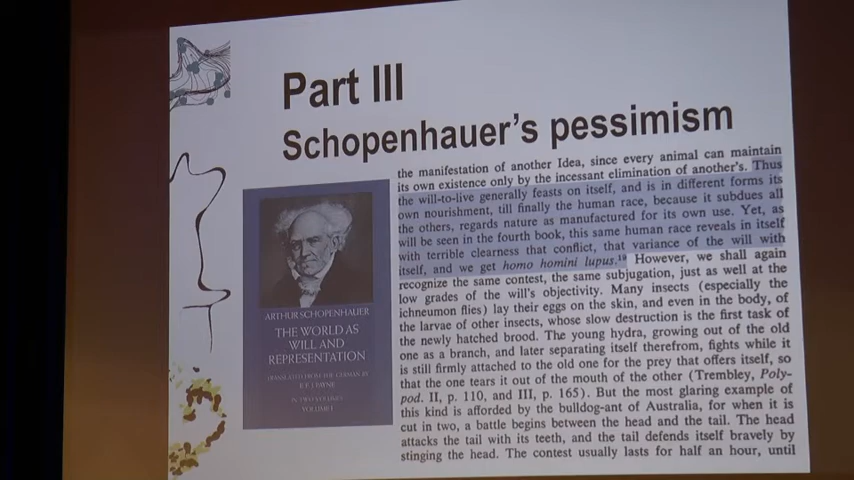 Part III
Schopenhauer's pessimism
the manifestation of another Idea, since every animal can maintain
its own existence only by the incessant elimination of another's. Thus
the will-to-live generally feasts on itself, and is in different forms its
own nourishment, till finally the human race, because it subdues all
the others, regards nature as manufactured for its own use. Yet, as
will be seen in the fourth book, this same human race reveals in itself
with terrible clearness that conflict, that variance of the will with
itself, and we get homo homini lupus.¹⁹ However, we shall again
recognize the same contest, the same subjugation, just as well at the
low grades of the will's objectivity. Many insects (especially the
ichneumon flies) lay their eggs on the skin, and even in the body, of
the larvae of other insects, whose slow destruction is the first task of
the newly hatched brood. The young hydra, growing out of the old
one as a branch, and later separating itself therefrom, fights while it
is still firmly attached to the old one for the prey that offers itself, so
that the one tears it out of the mouth of the other (Trembley, Poly-
pod. II, p. 110, and III, p. 165). But the most glaring example of
this kind is afforded by the bulldog-ant of Australia, for when it is
cut in two, a battle begins between the head and the tail. The head
attacks the tail with its teeth, and the tail defends itself bravely by
stinging the head. The contest usually lasts for half an hour, until
ARTHUR SCHOPENHAUER
THE WORLD AS
WILL AND
REPRESENTATION
TRANSLATED FROM THE GERMAN BY
E. F. J. PAYNE
IN TWO VOLUMES
VOLUME I